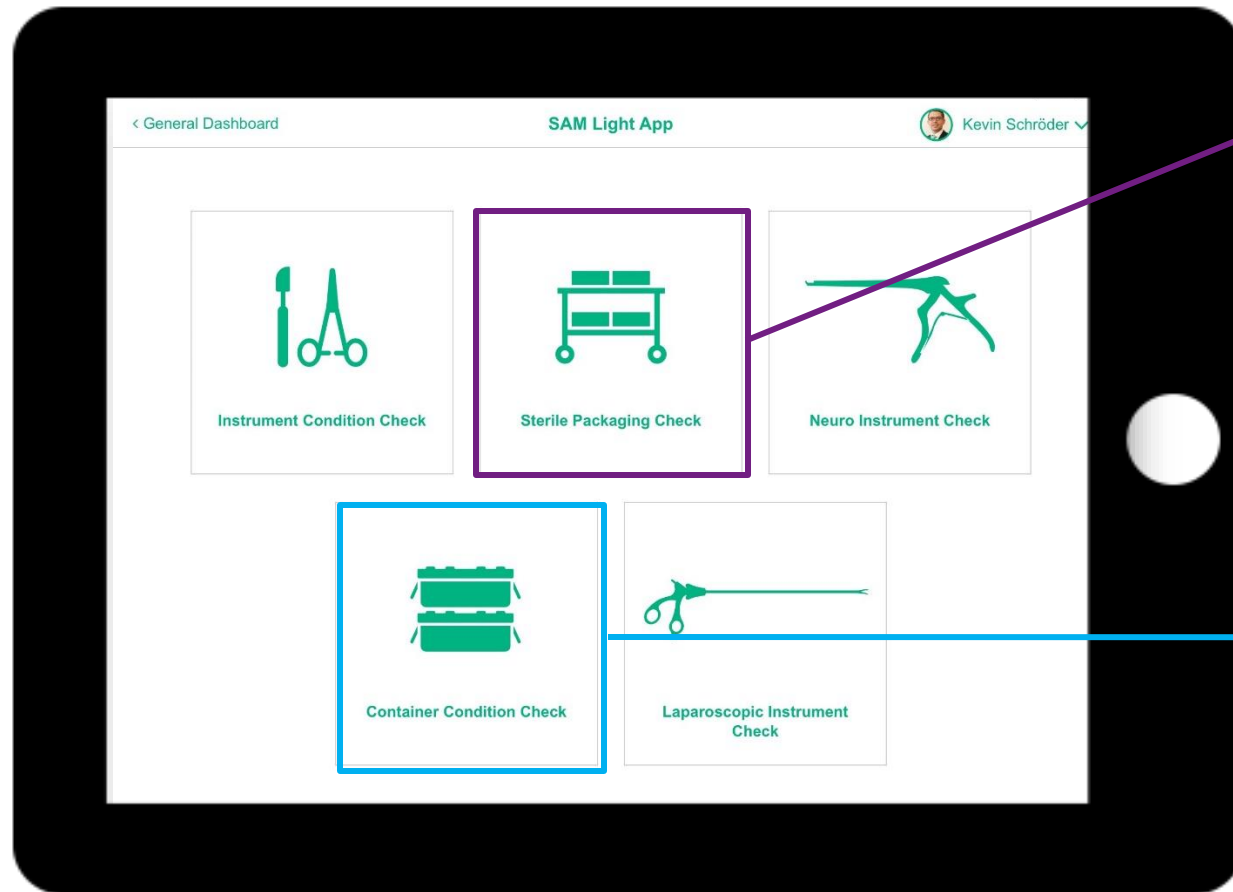 < General Dashboard
SAM Light App
Kevin Schröder
Instrument Condition Check
Sterile Packaging Check
Neuro Instrument Check
Container Condition Check
Laparoscopic Instrument
Check